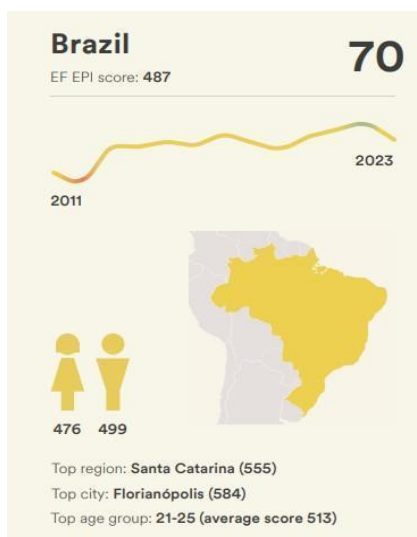 Brazil
70
EF EPI score: 487
2023
2011
476 499
Top region: Santa Catarina (555)
Top city: Florianópolis (584)
Top age group: 21-25 (average score 513)